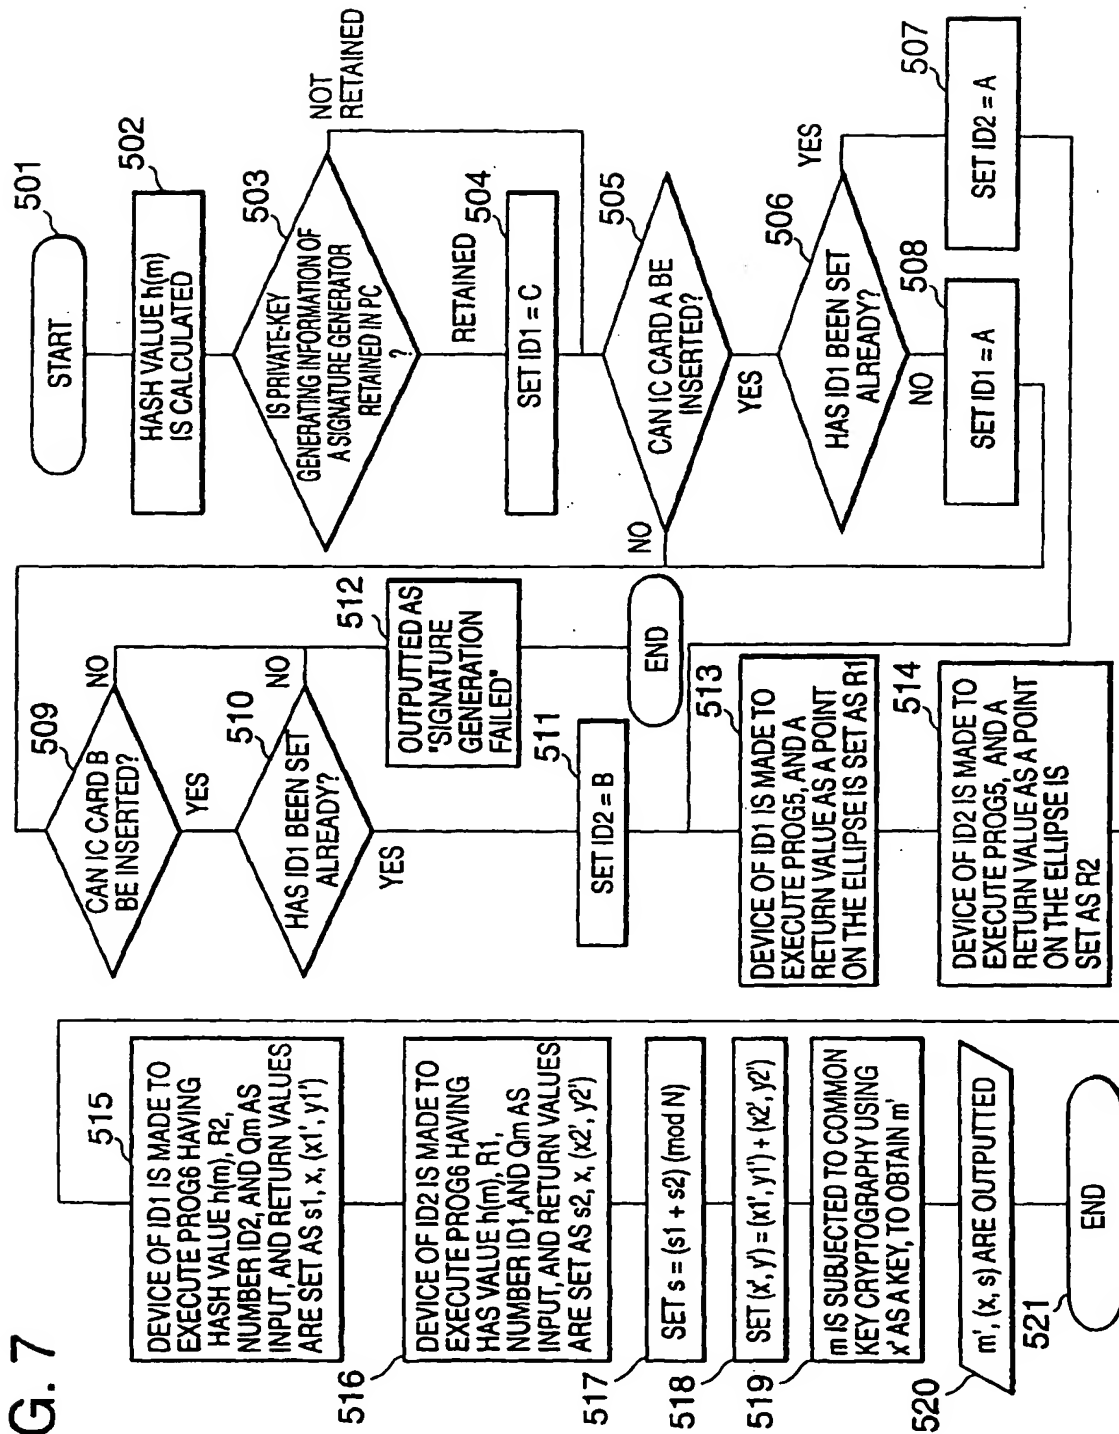 G. 7
501
START
502
HASH VALUE h(m)
IS CALCULATED
503
IS PRIVATE-KEY
GENERATING INFORMATION OF
A SIGNATURE GENERATOR
RETAINED IN PC
?
NOT
RETAINED
RETAINED
504
SET ID1 = C
505
CAN IC CARD A BE
INSERTED?
NO
YES
506
HAS ID1 BEEN SET
ALREADY?
YES
NO
507
SET ID2 = A
508
SET ID1 = A
509
CAN IC CARD B
BE INSERTED?
NO
YES
510
HAS ID1 BEEN SET
ALREADY?
NO
YES
512
OUTPUTTED AS
"SIGNATURE
GENERATION
FAILED"
END
511
SET ID2 = B
513
DEVICE OF ID1 IS MADE TO
EXECUTE PROG5, AND A
RETURN VALUE AS A POINT
ON THE ELLIPSE IS SET AS R1
514
DEVICE OF ID2 IS MADE TO
EXECUTE PROG5, AND A
RETURN VALUE AS A POINT
ON THE ELLIPSE IS
SET AS R2
515
DEVICE OF ID1 IS MADE TO
EXECUTE PROG6 HAVING
HASH VALUE h(m), R2,
NUMBER ID2, AND Qm AS
INPUT, AND RETURN VALUES
ARE SET AS s1, x, (x1', y1')
516
DEVICE OF ID2 IS MADE TO
EXECUTE PROG6 HAVING
HAS VALUE h(m), R1,
NUMBER ID1, AND Qm AS
INPUT, AND RETURN VALUES
ARE SET AS s2, x, (x2', y2')
517
SET s = (s1 + s2) (mod N)
518
SET (x', y') = (x1', y1') + (x2', y2')
519
m IS SUBJECTED TO COMMON
KEY CRYPTOGRAPHY USING
x' AS A KEY, TO OBTAIN m'
520
m', (x, s) ARE OUTPUTTED
521
END